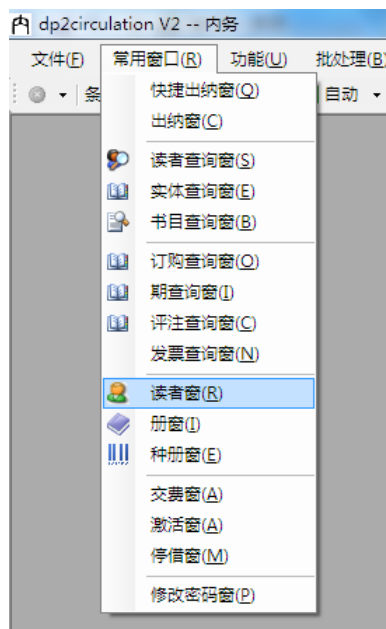 内 dp2circulation V2 -- 内务
文件(F) 常用窗口(R) 功能(U) 批处理(B)
条 自动
快捷出纳窗(Q)
出纳窗(C)
读者查询窗(S)
实体查询窗(E)
书目查询窗(B)
订购查询窗(O)
期查询窗(I)
评注查询窗(C)
发票查询窗(N)
读者窗(R)
册窗(I)
种册窗(E)
交费窗(A)
激活窗(A)
停借窗(M)
修改密码窗(P)